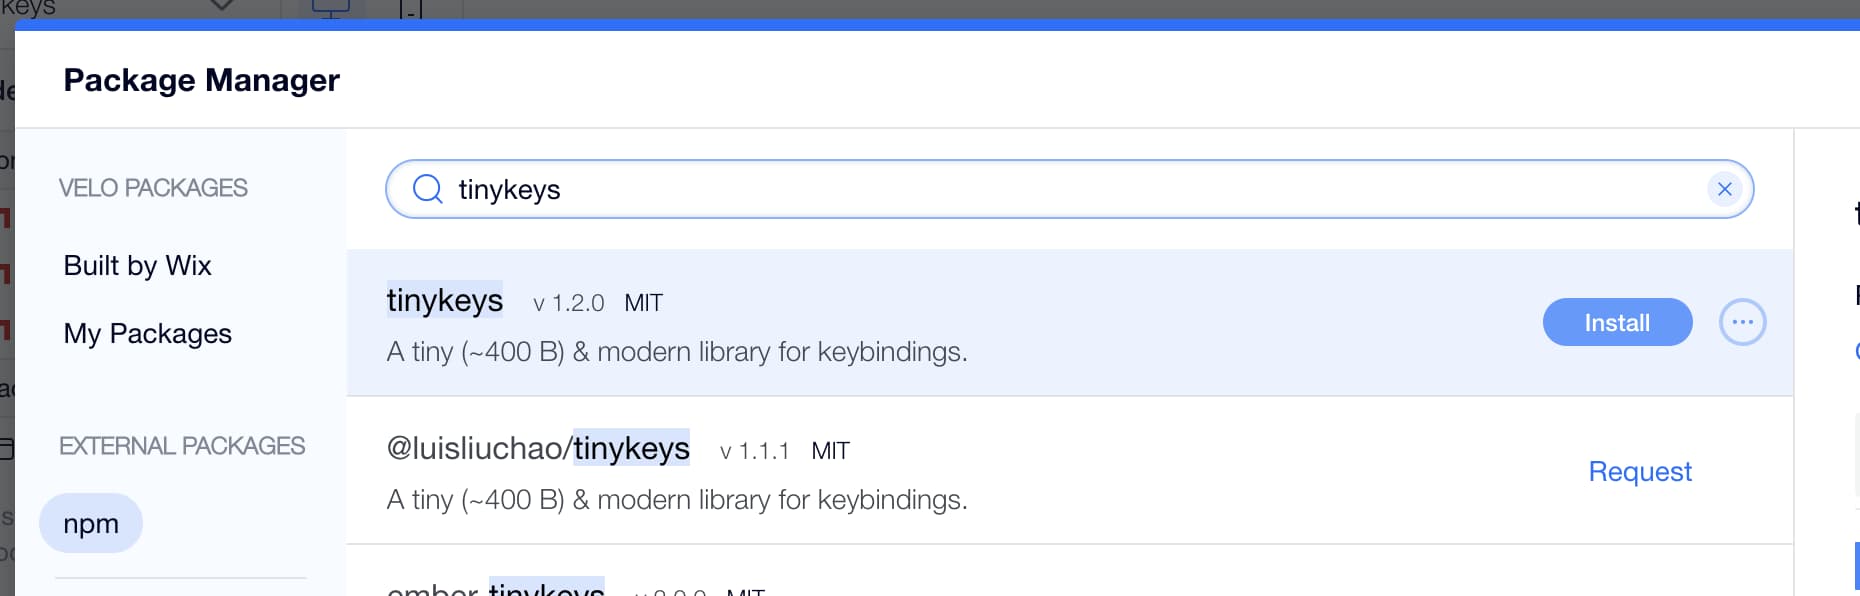 keys
Package Manager
VELO PACKAGES
Built by Wix
My Packages
EXTERNAL PACKAGES
npm
tinykeys
tinykeys v 1.2.0 MIT
A tiny (~400 B) & modern library for keybindings.
Install
@luisliuchao/tinykeys v 1.1.1 MIT
A tiny (~400 B) & modern library for keybindings.
Request
ember-tinykeys MIT